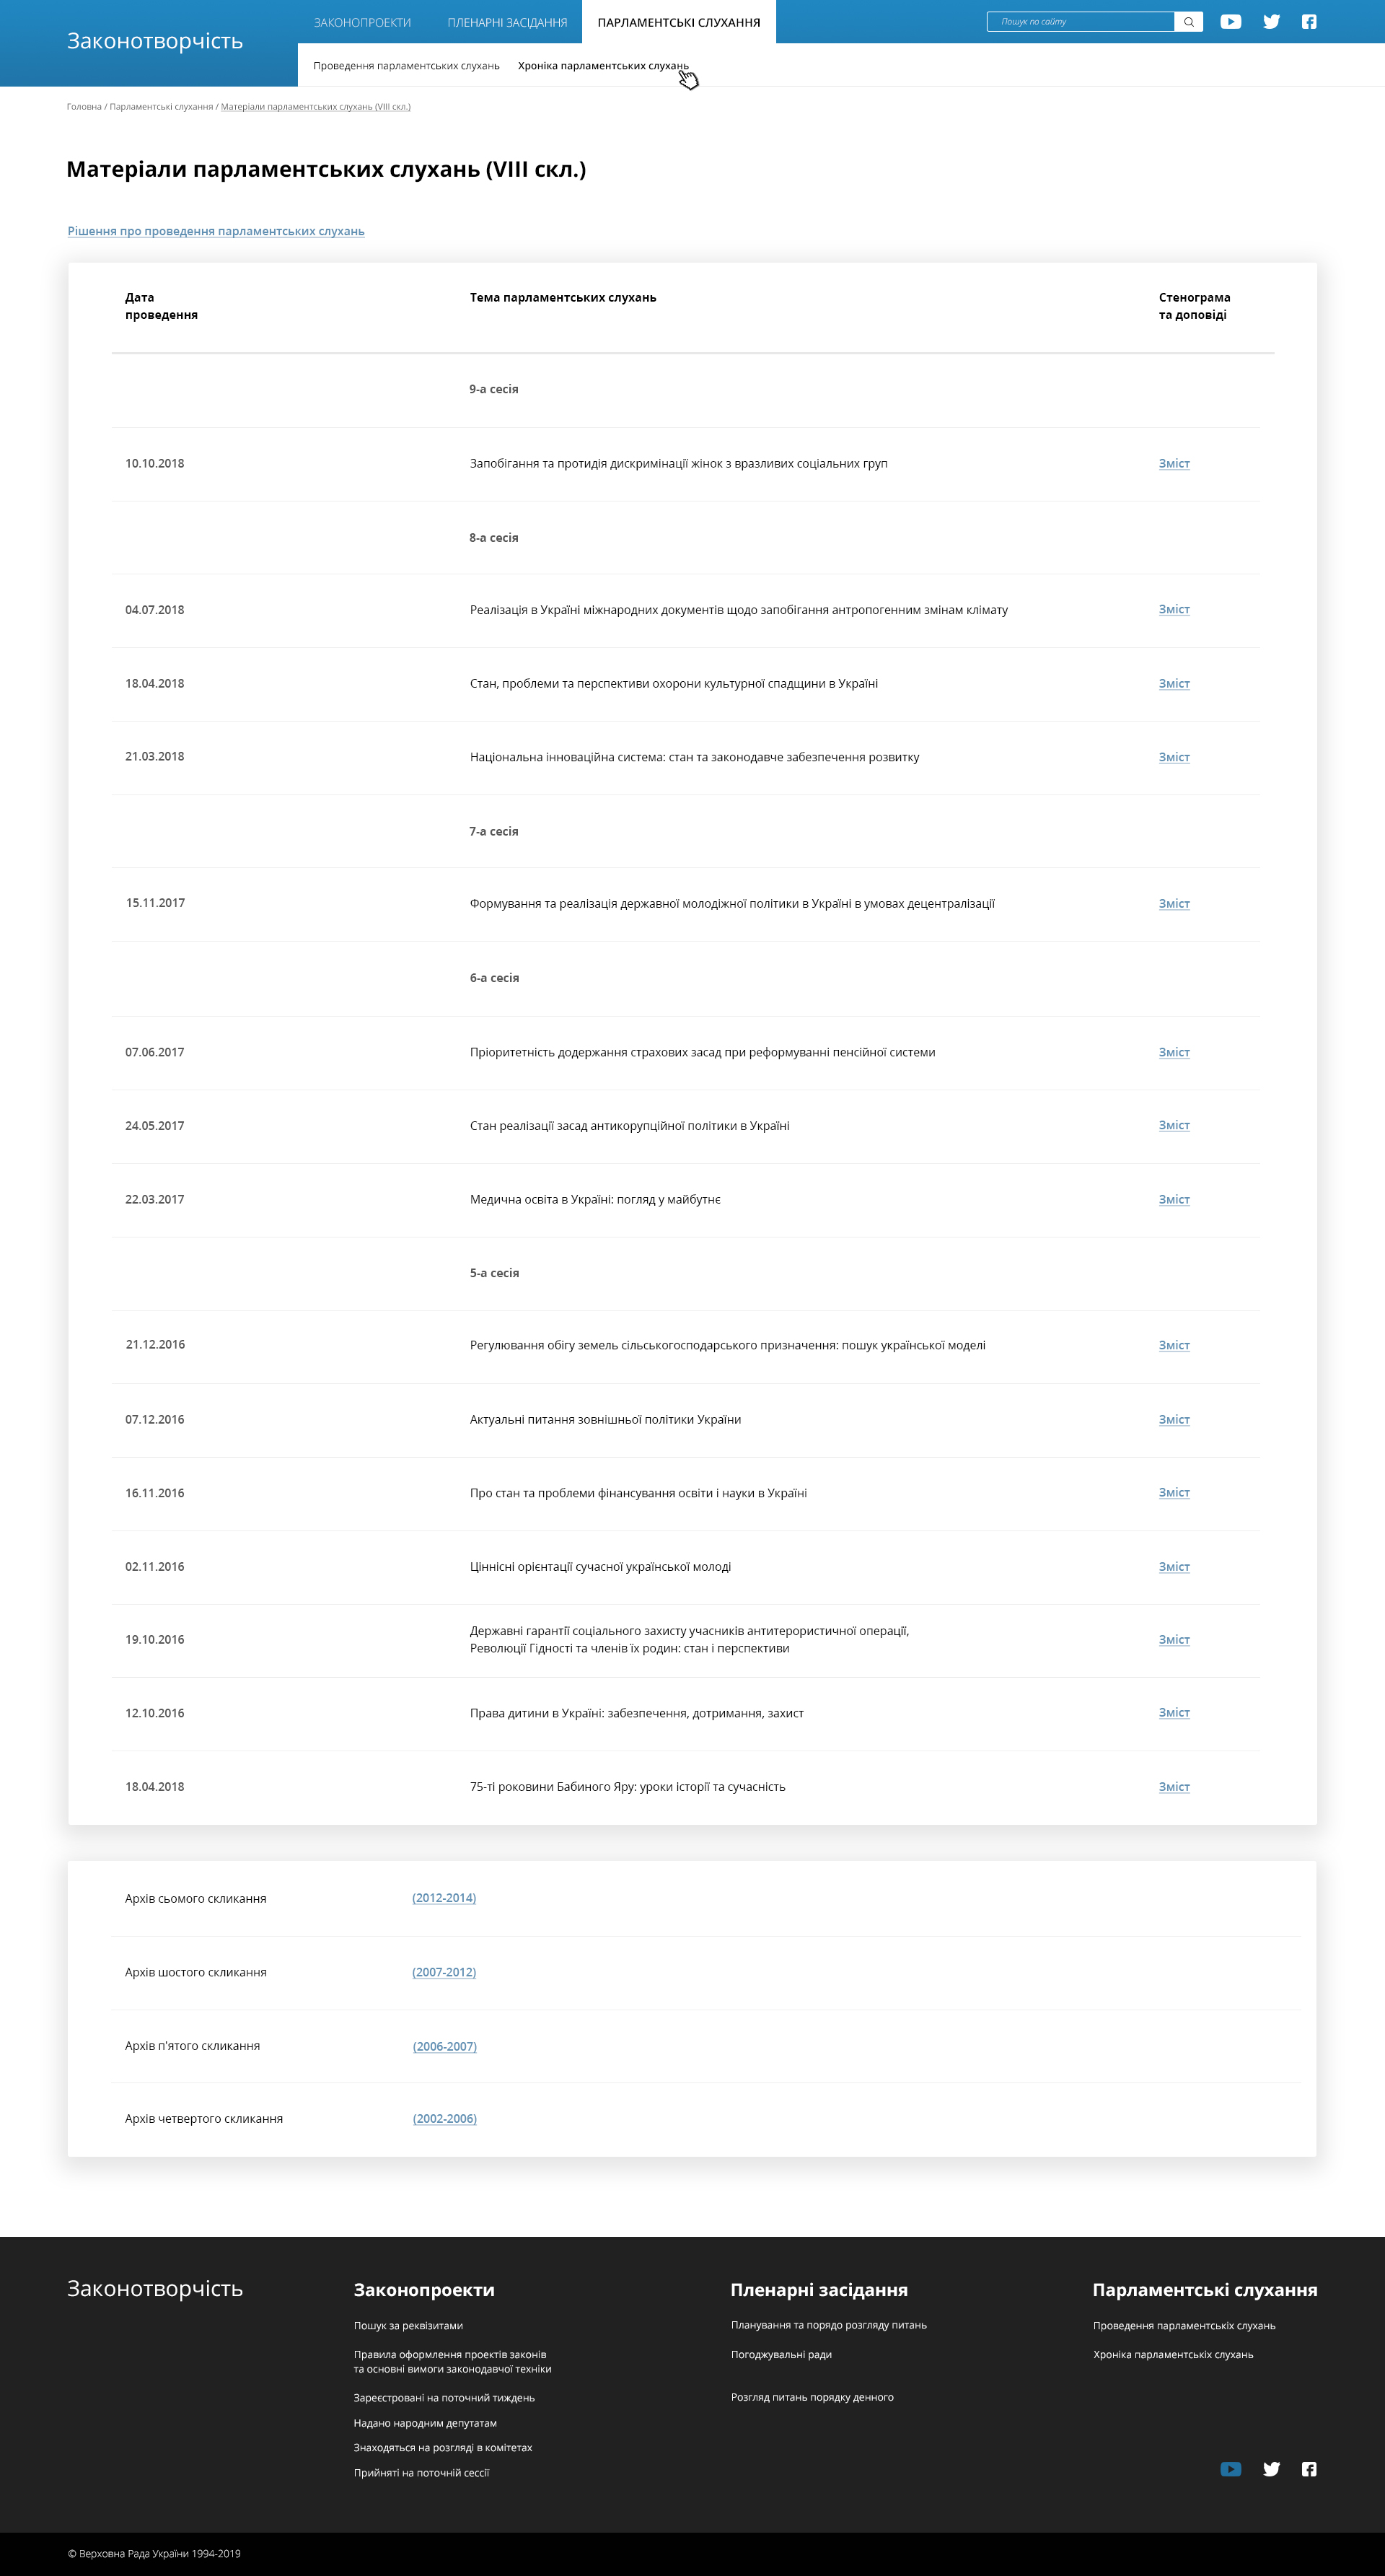 Законотворчість
ЗАКОНОПРОЕКТИ
ПЛЕНАРНІ ЗАСІДАННЯ
ПАРЛАМЕНТСЬКІ СЛУХАННЯ
Пошук по сайту
Проведення парламентських слухань
Хроніка парламентських слухань
Головна / Парламентські слухання / Матеріали парламентських слухань (VIII скл.)
Матеріали парламентських слухань (VIII скл.)
Рішення про проведення парламентських слухань
Дата
проведення
Тема парламентських слухань
Стенограма
та доповіді
9-а сесія
10.10.2018 Запобігання та протидія дискримінації жінок з вразливих соціальних груп Зміст
8-а сесія
04.07.2018 Реалізація в Україні міжнародних документів щодо запобігання антропогенним змінам клімату Зміст
18.04.2018 Стан, проблеми та перспективи охорони культурної спадщини в Україні Зміст
21.03.2018 Національна інноваційна система: стан та законодавче забезпечення розвитку Зміст
7-а сесія
15.11.2017 Формування та реалізація державної молодіжної політики в Україні в умовах децентралізації Зміст
6-а сесія
07.06.2017 Пріоритетність додержання страхових засад при реформуванні пенсійної системи Зміст
24.05.2017 Стан реалізації засад антикорупційної політики в Україні Зміст
22.03.2017 Медична освіта в Україні: погляд у майбутнє Зміст
5-а сесія
21.12.2016 Регулювання обігу земель сільськогосподарського призначення: пошук української моделі Зміст
07.12.2016 Актуальні питання зовнішньої політики України Зміст
16.11.2016 Про стан та проблеми фінансування освіти і науки в Україні Зміст
02.11.2016 Ціннісні орієнтації сучасної української молоді Зміст
19.10.2016 Державні гарантії соціального захисту учасників антитерористичної операції,
Революції Гідності та членів їх родин: стан і перспективи Зміст
12.10.2016 Права дитини в Україні: забезпечення, дотримання, захист Зміст
18.04.2018 75-ті роковини Бабиного Яру: уроки історії та сучасність Зміст
Архів сьомого скликання (2012-2014)
Архів шостого скликання (2007-2012)
Архів п'ятого скликання (2006-2007)
Архів четвертого скликання (2002-2006)
Законотворчість
Законопроекти
Пошук за реквізитами
Правила оформлення проектів законів
та основні вимоги законодавчої техніки
Зареєстровані на поточний тиждень
Надано народним депутатам
Знаходяться на розгляді в комітетах
Прийняті на поточній сессії
Пленарні засідання
Планування та порядо розгляду питань
Погоджувальні ради
Розгляд питань порядку денного
Парламентські слухання
Проведення парламентськіх слухань
Хроніка парламентськіх слухань
© Верховна Рада України 1994-2019